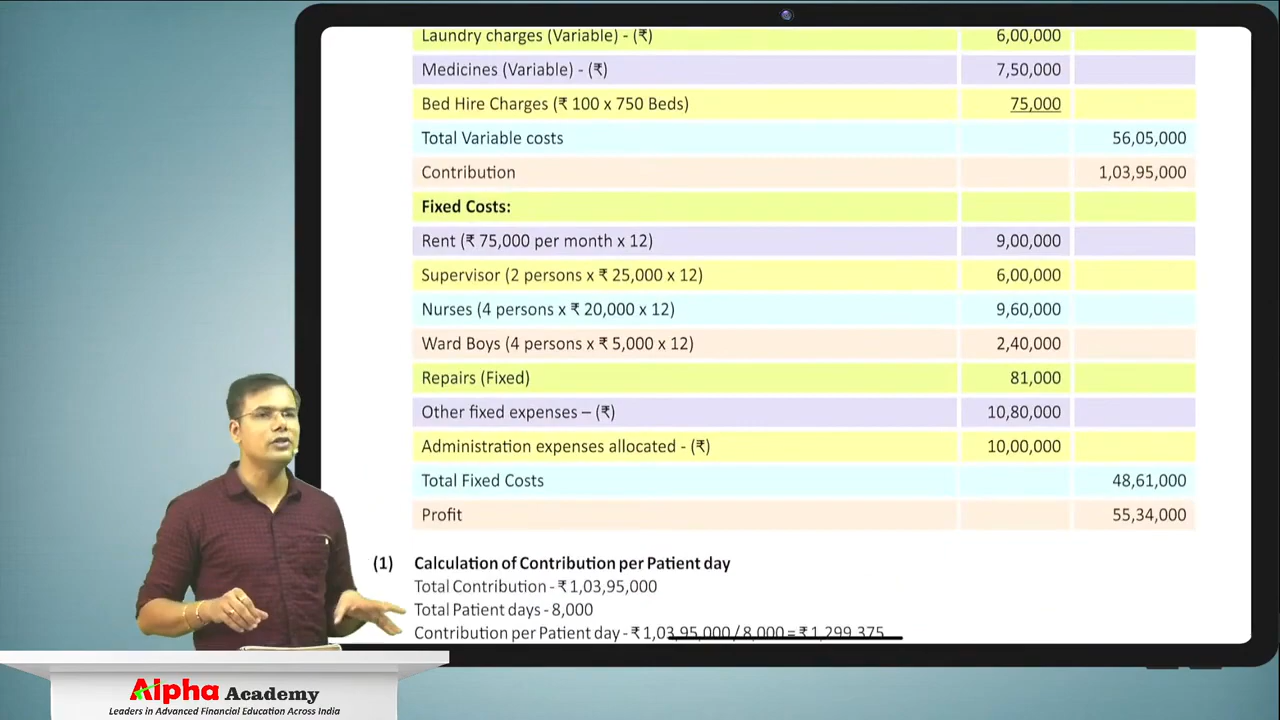 Laundry charges (Variable) - (₹) 6,00,000
Medicines (Variable) - (₹) 7,50,000
Bed Hire Charges (₹ 100 x 750 Beds) 75,000
Total Variable costs 56,05,000
Contribution 1,03,95,000
Fixed Costs:
Rent (₹ 75,000 per month x 12) 9,00,000
Supervisor (2 persons x ₹ 25,000 x 12) 6,00,000
Nurses (4 persons x ₹ 20,000 x 12) 9,60,000
Ward Boys (4 persons x ₹ 5,000 x 12) 2,40,000
Repairs (Fixed) 81,000
Other fixed expenses – (₹) 10,80,000
Administration expenses allocated - (₹) 10,00,000
Total Fixed Costs 48,61,000
Profit 55,34,000
(1) Calculation of Contribution per Patient day
Total Contribution - ₹ 1,03,95,000
Total Patient days - 8,000
Contribution per Patient day - ₹ 1,03,95,000 / 8,000 = ₹ 1,299.375
Alpha Academy
Leaders in Advanced Financial Education Across India